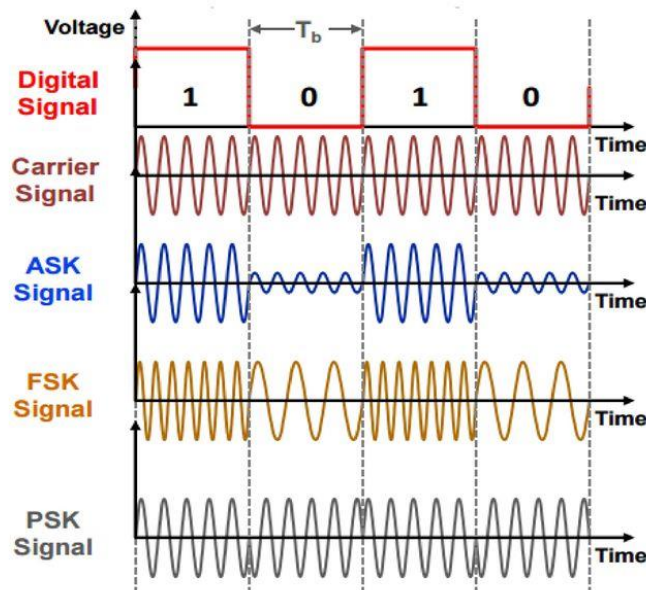 Voltage
T_b
Digital
Signal
1 0 1 0
Time
Carrier
Signal
Time
ASK
Signal
Time
FSK
Signal
Time
PSK
Signal
Time